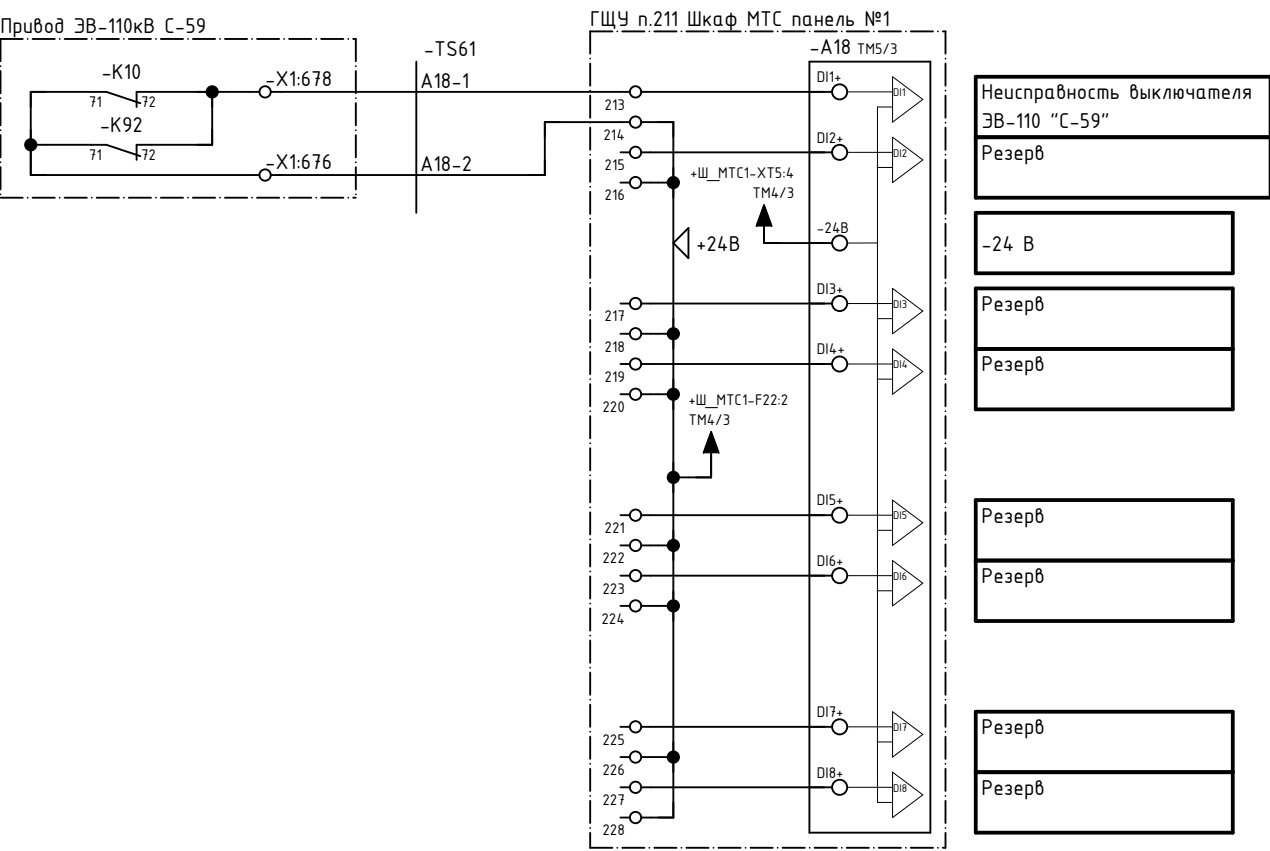 Привод ЭВ-110кВ С-59
-K10
71
72
-K92
71
72
-X1:678
-X1:676
-TS61
A18-1
A18-2
ГЩУ п.211 Шкаф МТС панель №1
-A18 TM5/3
213
214
215
216
+24В
+Ш_МТС1-XT5:4
TM4/3
217
218
219
220
+Ш_МТС1-F22:2
TM4/3
221
222
223
224
225
226
227
228
DI1+
DI1
DI2+
DI2
-24В
DI3+
DI3
DI4+
DI4
DI5+
DI5
DI6+
DI6
DI7+
DI7
DI8+
DI8
Неисправность выключателя
ЭВ-110 "С-59"
Резерв
-24 В
Резерв
Резерв
Резерв
Резерв
Резерв
Резерв